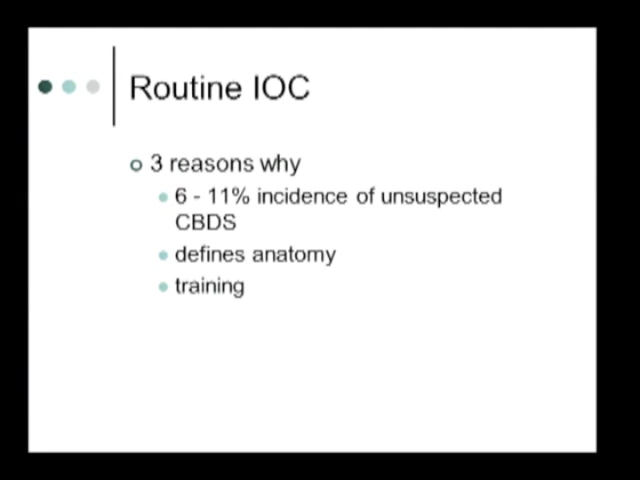 Routine IOC
3 reasons why
6 - 11% incidence of unsuspected
CBDS
defines anatomy
training